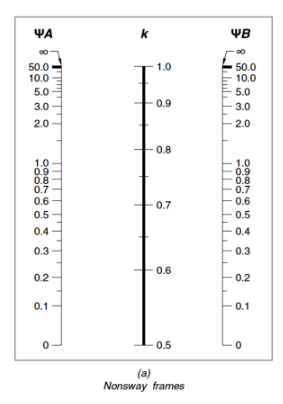 ΨA k ΨB
∞ ∞
50.0 1.0 50.0
10.0 10.0
5.0 0.9 5.0
3.0 3.0
2.0 2.0
0.8
1.0 1.0
0.9 0.9
0.8 0.8
0.7 0.7
0.6 0.7 0.6
0.5 0.5
0.4 0.4
0.3 0.3
0.6
0.2 0.2
0.1 0.1
0 0.5 0
(a)
Nonsway frames